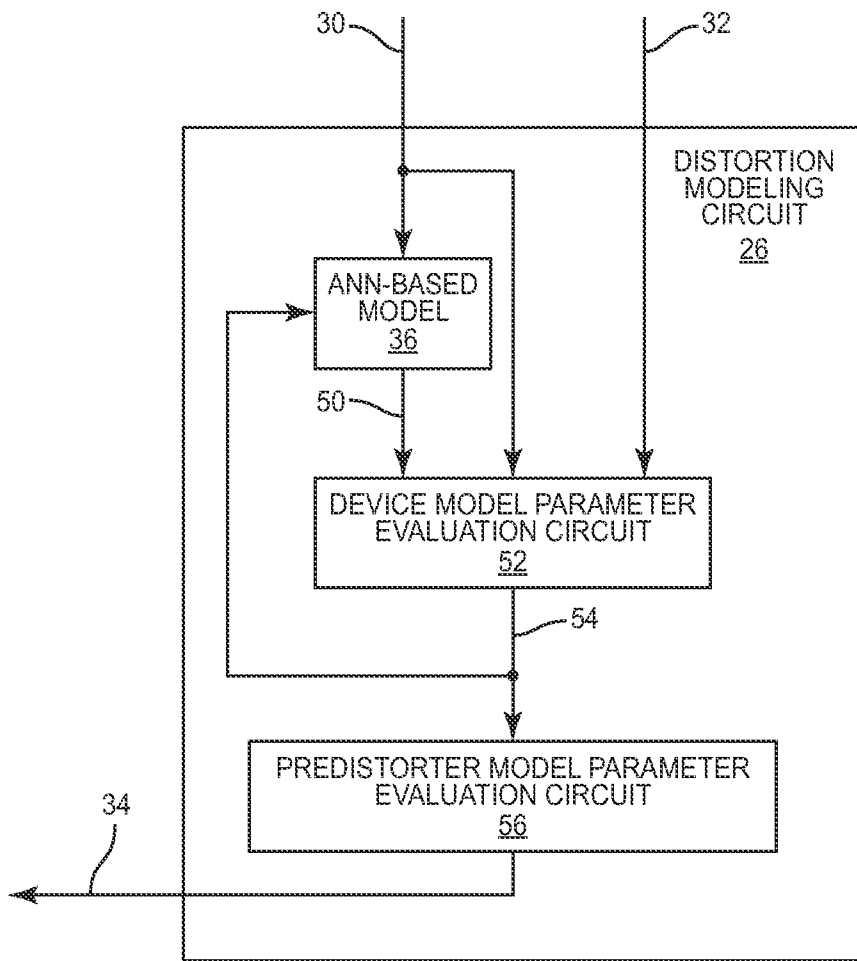 30
32
DISTORTION
MODELING
CIRCUIT
26
ANN-BASED
MODEL
36
50
DEVICE MODEL PARAMETER
EVALUATION CIRCUIT
52
54
PREDISTORTER MODEL PARAMETER
EVALUATION CIRCUIT
56
34